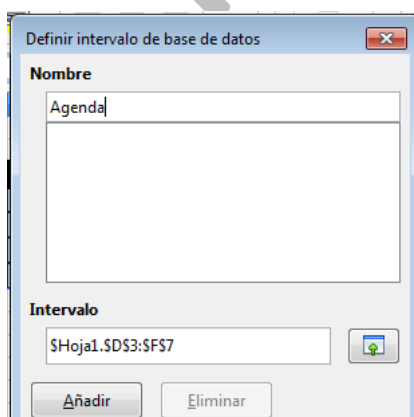 Definir intervalo de base de datos
Nombre
Agenda
Intervalo
$Hoja1.$D$3:$F$7
Añadir
Eliminar